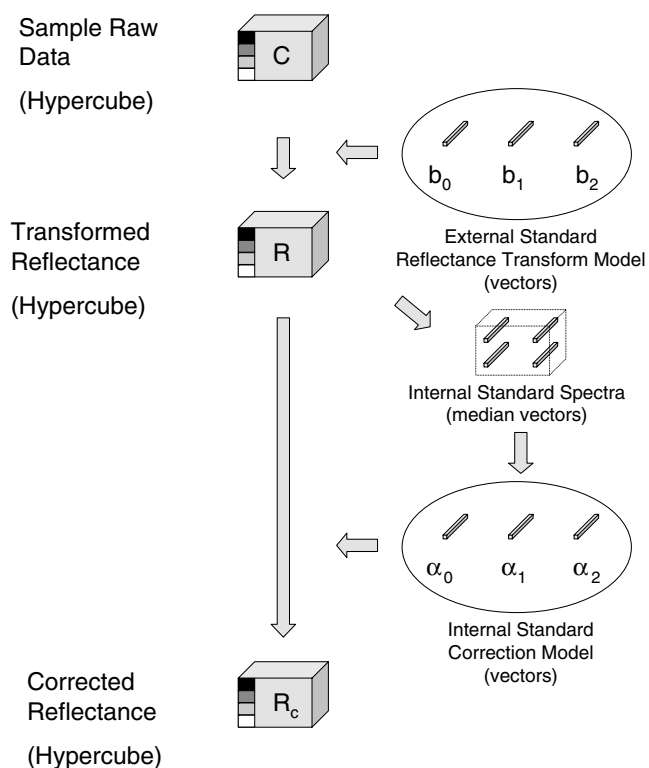 Sample Raw
Data
(Hypercube)
C
b0 b1 b2
External Standard
Reflectance Transform Model
(vectors)
Transformed
Reflectance
(Hypercube)
R
Internal Standard Spectra
(median vectors)
α0 α1 α2
Internal Standard
Correction Model
(vectors)
Corrected
Reflectance
(Hypercube)
Rc